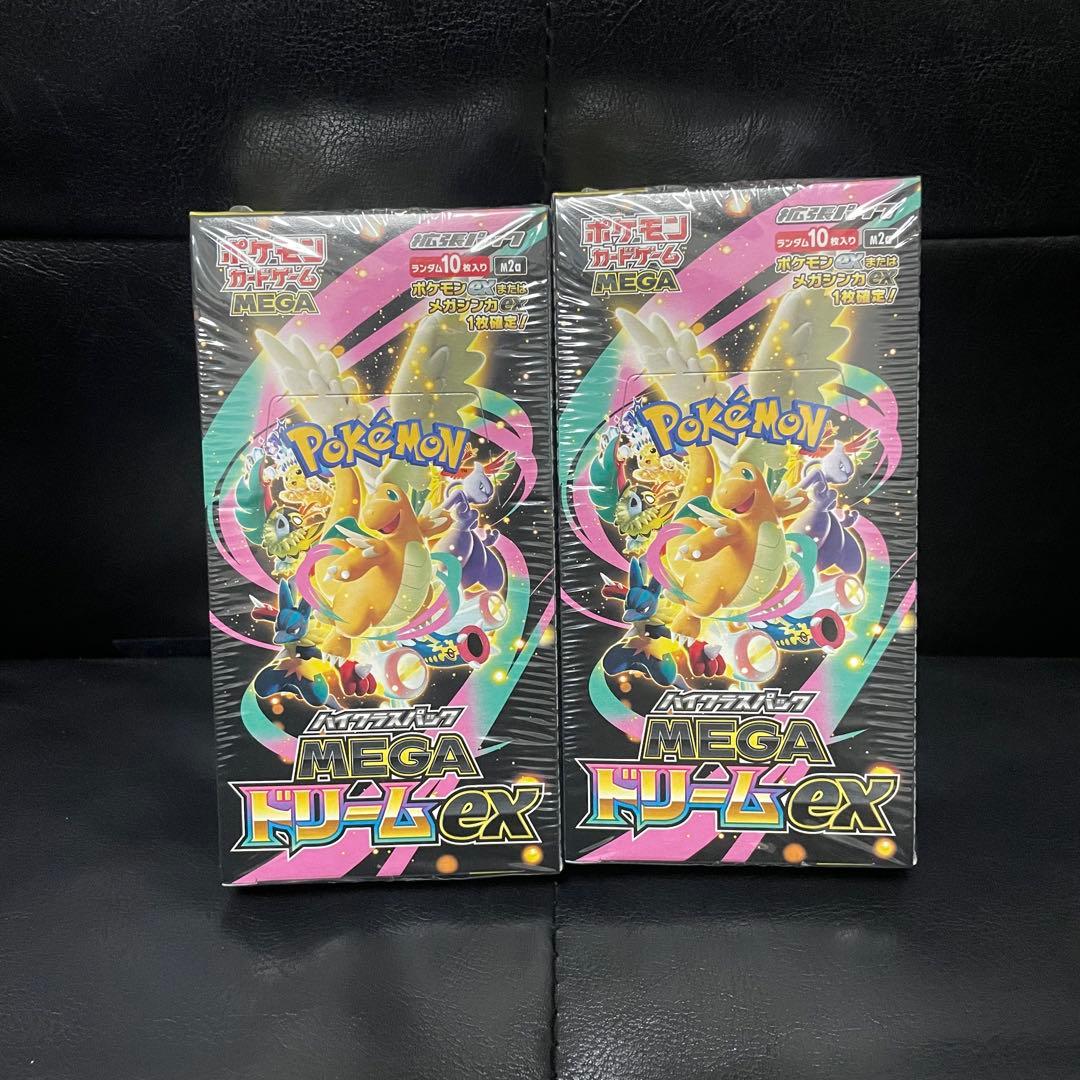 ポケモン
カードゲーム
MEGA
拡張パック
ランダム10枚入り
M2a
ポケモンexまたは
メガシンカex
1枚確定!
POKéMON
ハイクラスパック
MEGA
ドリームex
ポケモン
カードゲーム
MEGA
拡張パック
ランダム10枚入り
M2a
ポケモンexまたは
メガシンカex
1枚確定!
POKéMON
ハイクラスパック
MEGA
ドリームex